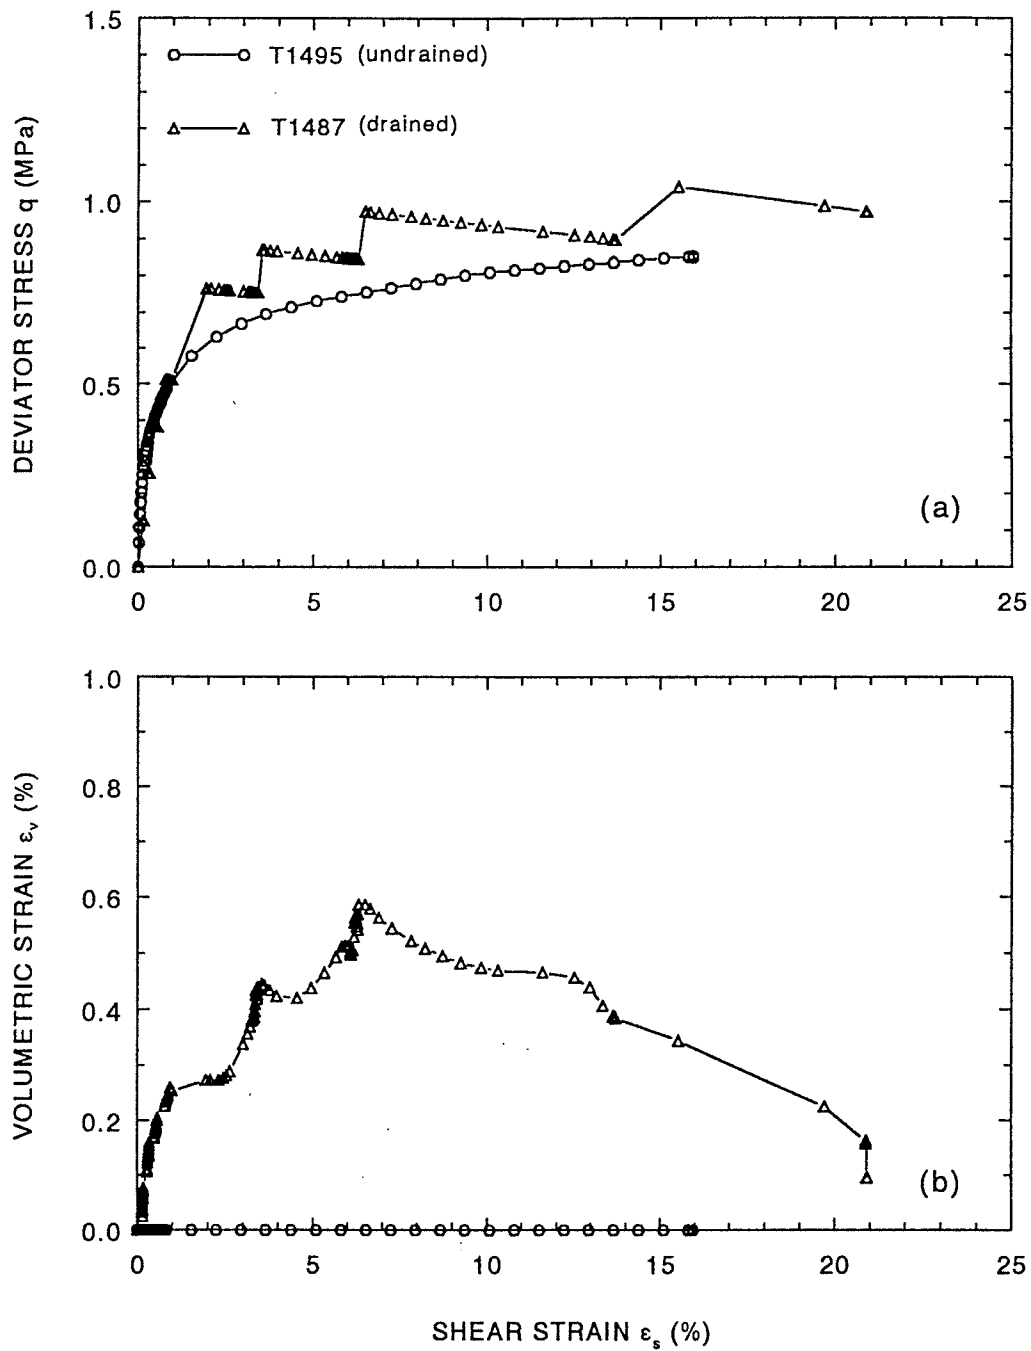 1.5
T1495 (undrained)
T1487 (drained)
1.0
0.5
0.0
DEVIATOR STRESS q (MPa)
(a)
0 5 10 15 20 25
1.0
0.8
0.6
0.4
0.2
0.0
VOLUMETRIC STRAIN εv (%)
(b)
0 5 10 15 20 25
SHEAR STRAIN εs (%)